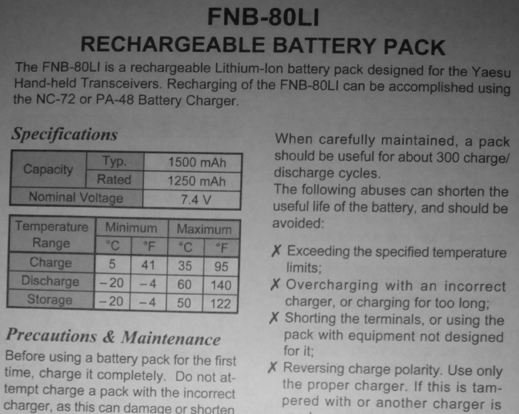 FNB-80LI
RECHARGEABLE BATTERY PACK
The FNB-80LI is a rechargeable Lithium-Ion battery pack designed for the Yaesu
Hand-held Transceivers. Recharging of the FNB-80LI can be accomplished using
the NC-72 or PA-48 Battery Charger.
Specifications
Capacity Typ. 1500 mAh
Rated 1250 mAh
Nominal Voltage 7.4 V
Temperature Range Minimum Maximum
°C °F °C °F
Charge 5 41 35 95
Discharge –20 –4 60 140
Storage –20 –4 50 122
Precautions & Maintenance
Before using a battery pack for the first
time, charge it completely. Do not at-
tempt charge a pack with the incorrect
charger, as this can damage or shorten
When carefully maintained, a pack
should be useful for about 300 charge/
discharge cycles.
The following abuses can shorten the
useful life of the battery, and should be
avoided:
✗ Exceeding the specified temperature
limits;
✗ Overcharging with an incorrect
charger, or charging for too long;
✗ Shorting the terminals, or using the
pack with equipment not designed
for it;
✗ Reversing charge polarity. Use only
the proper charger. If this is tam-
pered with or another charger is